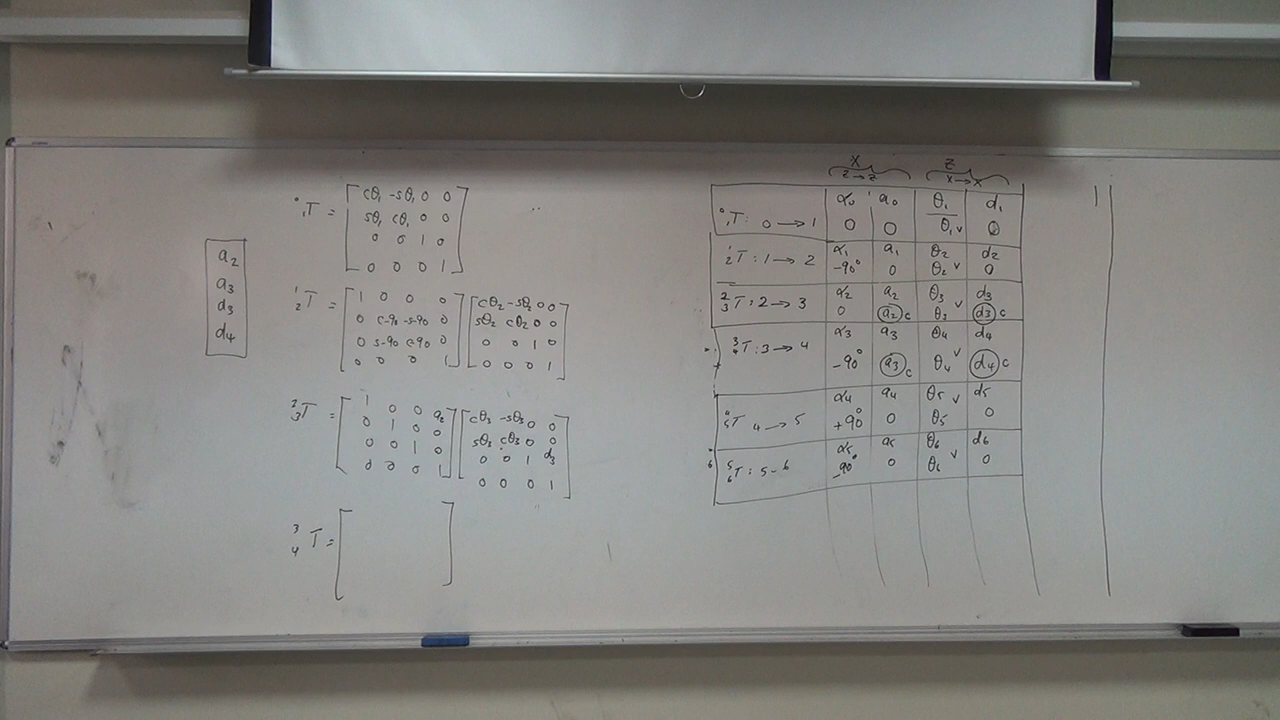 a₂
a₃
d₃
d₄
⁰₁T = [ cθ₁ -sθ₁ 0 0
sθ₁ cθ₁ 0 0
0 0 1 0
0 0 0 1 ]
¹₂T = [ 1 0 0 0 ] [ cθ₂ -sθ₂ 0 0 ]
0 c-90 -s-90 0 sθ₂ cθ₂ 0 0
0 s-90 c-90 0 0 0 1 0
0 0 0 1 0 0 0 1
²₃T = [ 1 0 0 a₂ ] [ cθ₃ -sθ₃ 0 0 ]
0 1 0 0 sθ₃ cθ₃ 0 0
0 0 1 0 0 0 1 d₃
0 0 0 1 0 0 0 1
³₄T = [ ]
X Z
Z → Z X → X
α₀ a₀ θ₁ d₁
⁰₁T: 0 → 1 0 0 θ₁ v 0
α₁ a₁ θ₂ d₂
¹₂T: 1 → 2 -90° 0 θ₂ v 0
α₂ a₂ θ₃ d₃
²₃T: 2 → 3 0 a₂ c θ₃ v d₃ c
α₃ a₃ θ₄ d₄
³₄T: 3 → 4 -90° a₃ c θ₄ v d₄ c
α₄ a₄ θ₅ v d₅
⁴₅T 4 → 5 +90° 0 θ₅ 0
α₅ a₅ θ₆ d₆
⁵₆T: 5 - 6 -90° 0 θ₆ v 0